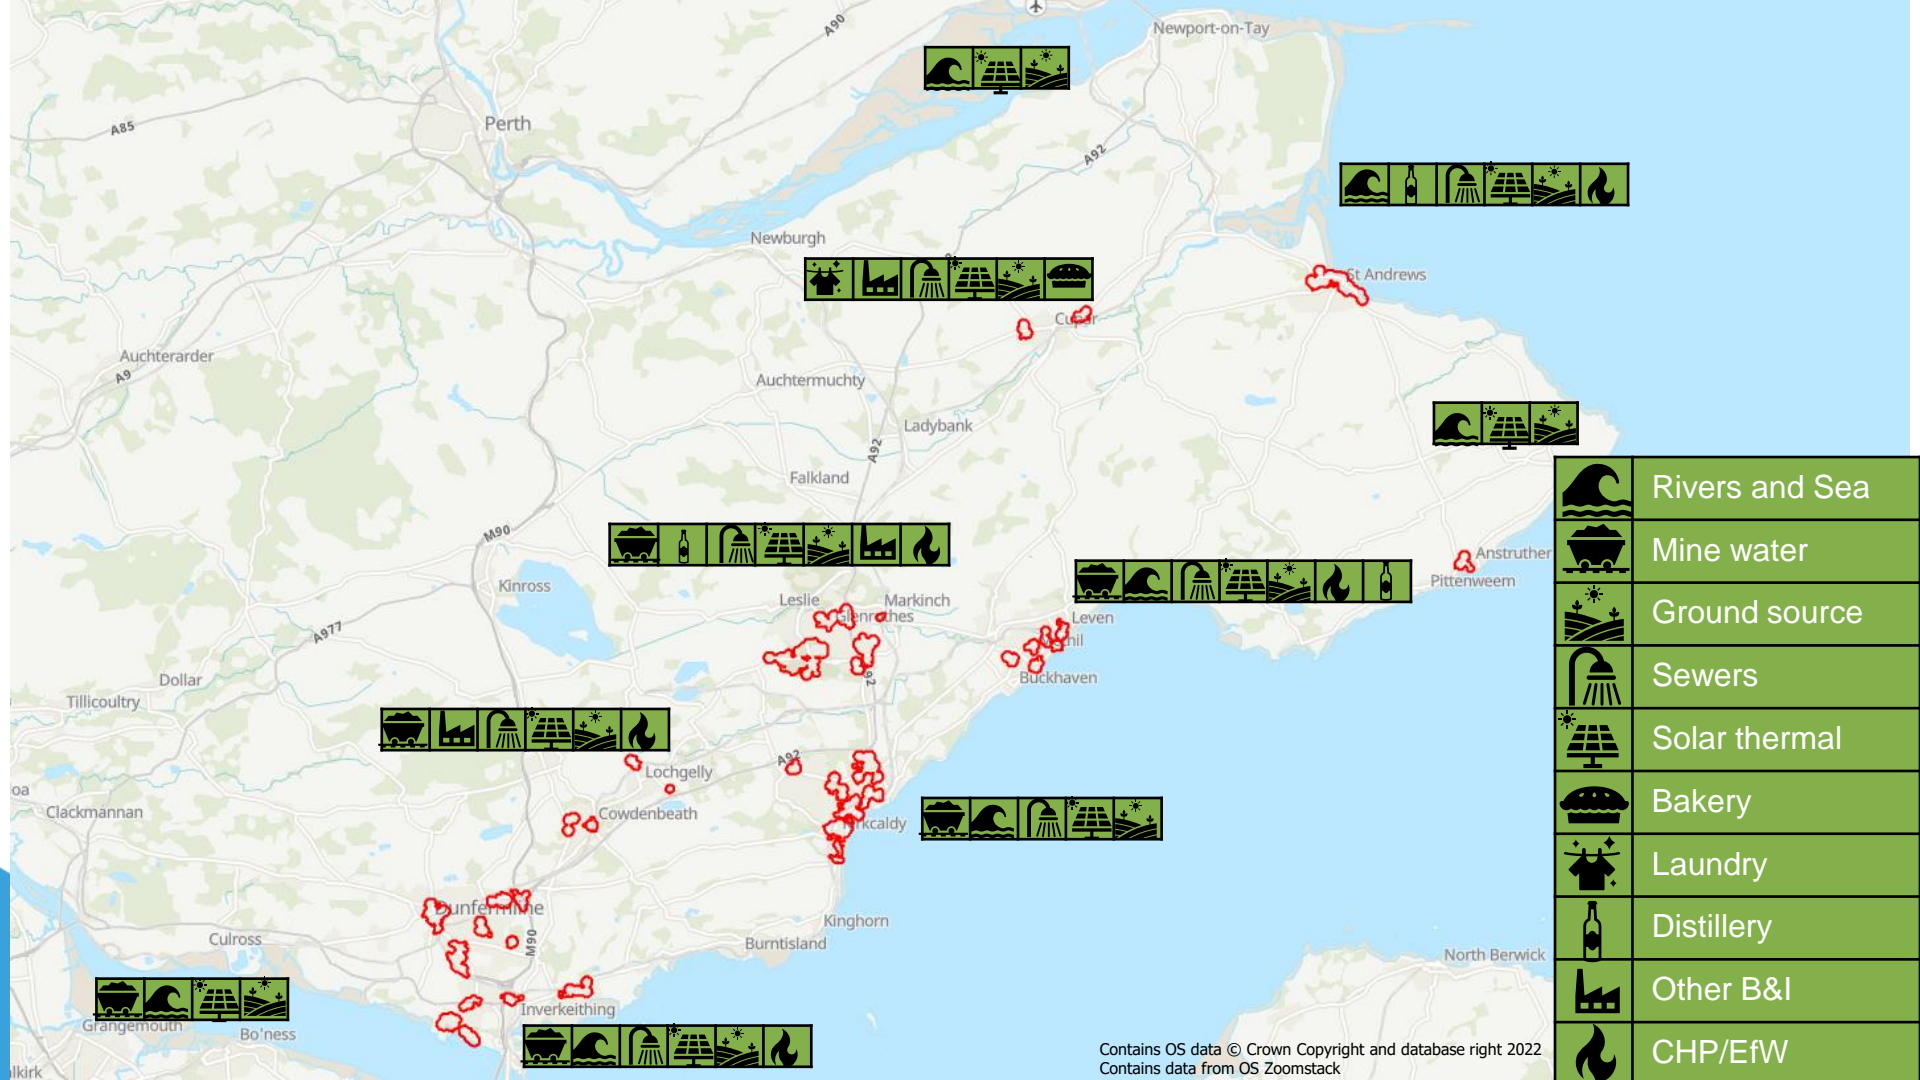 A90
Newport-on-Tay
A85
Perth
A92
Newburgh
St Andrews
Cupar
Auchterarder
A9
Auchtermuchty
Ladybank
A92
Falkland
M90
Kinross
Anstruther
Pittenweem
Leslie
Markinch
Glenrothes
Leven
A977
Buckhaven
92
Dollar
Tillicoultry
A92
Lochgelly
oa
Clackmannan
Cowdenbeath
Kirkcaldy
Dunfermline
Kinghorn
M90
Culross
Burntisland
North Berwick
Inverkeithing
Grangemouth
Bo'ness
lkirk
Rivers and Sea
Mine water
Ground source
Sewers
Solar thermal
Bakery
Laundry
Distillery
Other B&I
CHP/EfW
Contains OS data © Crown Copyright and database right 2022
Contains data from OS Zoomstack